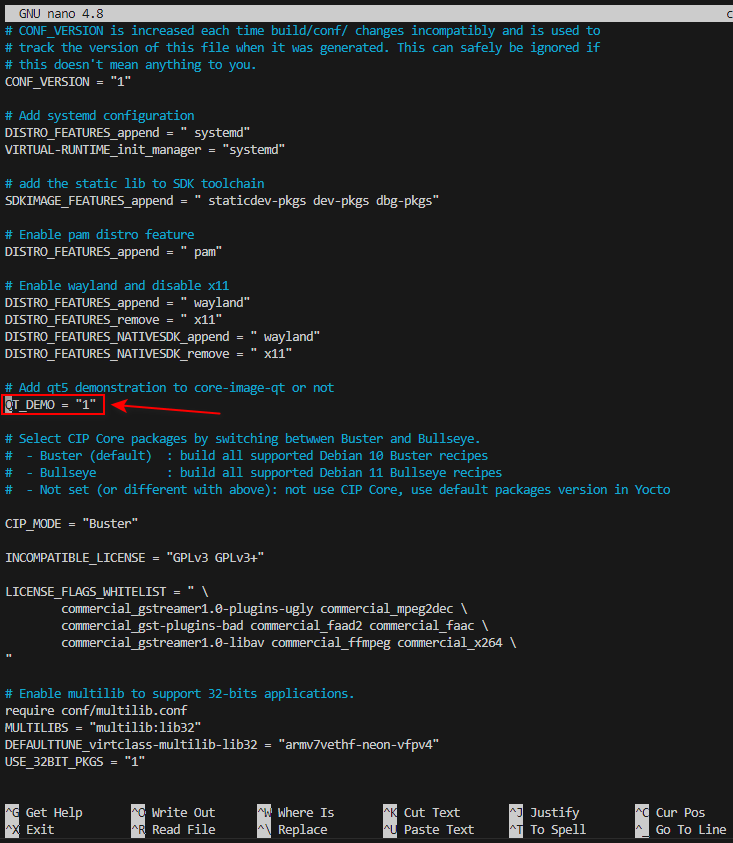 GNU nano 4.8 c
# CONF_VERSION is increased each time build/conf/ changes incompatibly and is used to
# track the version of this file when it was generated. This can safely be ignored if
# this doesn't mean anything to you.
CONF_VERSION = "1"
# Add systemd configuration
DISTRO_FEATURES_append = " systemd"
VIRTUAL-RUNTIME_init_manager = "systemd"
# add the static lib to SDK toolchain
SDKIMAGE_FEATURES_append = " staticdev-pkgs dev-pkgs dbg-pkgs"
# Enable pam distro feature
DISTRO_FEATURES_append = " pam"
# Enable wayland and disable x11
DISTRO_FEATURES_append = " wayland"
DISTRO_FEATURES_remove = " x11"
DISTRO_FEATURES_NATIVESDK_append = " wayland"
DISTRO_FEATURES_NATIVESDK_remove = " x11"
# Add qt5 demonstration to core-image-qt or not
QT_DEMO = "1"
# Select CIP Core packages by switching betwwen Buster and Bullseye.
#  - Buster (default)  : build all supported Debian 10 Buster recipes
#  - Bullseye          : build all supported Debian 11 Bullseye recipes
#  - Not set (or different with above): not use CIP Core, use default packages version in Yocto
CIP_MODE = "Buster"
INCOMPATIBLE_LICENSE = "GPLv3 GPLv3+"
LICENSE_FLAGS_WHITELIST = " \
commercial_gstreamer1.0-plugins-ugly commercial_mpeg2dec \
commercial_gst-plugins-bad commercial_faad2 commercial_faac \
commercial_gstreamer1.0-libav commercial_ffmpeg commercial_x264 \
"
# Enable multilib to support 32-bits applications.
require conf/multilib.conf
MULTILIBS = "multilib:lib32"
DEFAULTTUNE_virtclass-multilib-lib32 = "armv7vethf-neon-vfpv4"
USE_32BIT_PKGS = "1"
^G Get Help ^O Write Out ^W Where Is ^K Cut Text ^J Justify ^C Cur Pos
^X Exit ^R Read File ^\ Replace ^U Paste Text ^T To Spell ^_ Go To Line